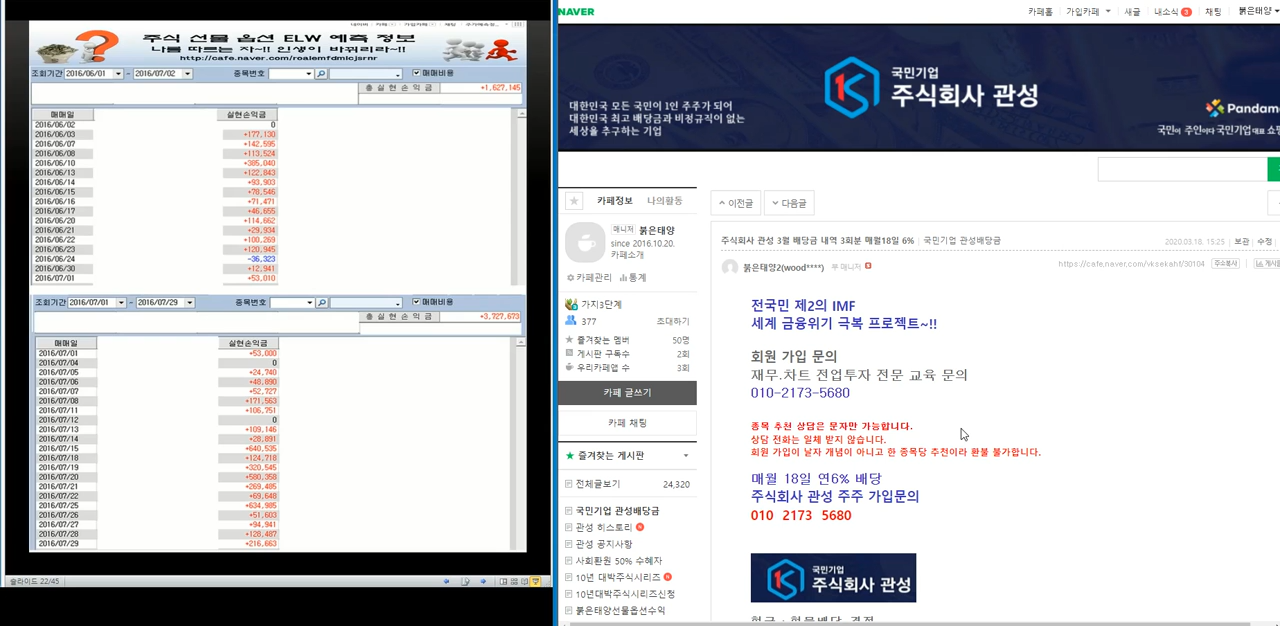 주식 선물 옵션 ELW 예측 정보
나를 따르는 자~!! 인생이 바뀌리라~!!
http://cafe.naver.com/roalemfdmlcjsrnr
조회기간 2016/06/01 - 2016/07/02 종목번호 매매비용
총 실 현 손 익 금 +1,627,145
매매일 실현손익금
2016/06/02 0
2016/06/03 +177,130
2016/06/07 +142,595
2016/06/08 +113,524
2016/06/10 +385,040
2016/06/13 +122,843
2016/06/14 +93,903
2016/06/15 +78,546
2016/06/16 +71,471
2016/06/17 +46,655
2016/06/20 +114,662
2016/06/21 +29,934
2016/06/22 +100,269
2016/06/23 +120,945
2016/06/24 -36,323
2016/06/30 +12,941
2016/07/01 +53,010
조회기간 2016/07/01 - 2016/07/29 종목번호 매매비용
총 실 현 손 익 금 +3,727,673
매매일 실현손익금
2016/07/01 +53,000
2016/07/04 0
2016/07/05 +24,740
2016/07/06 +48,890
2016/07/07 +52,727
2016/07/08 +171,563
2016/07/11 +106,751
2016/07/12 0
2016/07/13 +109,146
2016/07/14 +28,891
2016/07/15 +640,535
2016/07/18 +124,718
2016/07/19 +320,545
2016/07/20 +580,358
2016/07/21 +269,485
2016/07/22 +69,648
2016/07/25 +634,985
2016/07/26 +51,603
2016/07/27 +94,941
2016/07/28 +128,487
2016/07/29 +216,663
슬라이드 22/45
NAVER
카페홈 가입카페 새글 내소식 3 채팅 붉은태양
대한민국 모든 국민이 1인 주주가 되어
대한민국 최고 배당금과 비정규직이 없는
세상을 추구하는 기업
국민기업
주식회사 관성
Pandam
국민이 주인이다 국민기업대표 쇼핑
카페정보 나의활동
매니저 붉은태양
since 2016.10.20.
카페소개
카페관리 통계
가지3단계
377 초대하기
즐겨찾는 멤버 50명
게시판 구독수 2회
우리카페앱 수 3회
카페 글쓰기
카페 채팅
즐겨찾는 게시판
전체글보기 24,320
국민기업 관성배당금
관성 히스토리
관성 공지사항
사회환원 50% 수혜자
10년 대박주식시리즈
10년대박주식시리즈신청
붉은태양선물옵션수익
이전글 다음글
주식회사 관성 3월 배당금 내역 3회분 매월18일 6% | 국민기업 관성배당금
2020.03.18. 15:25 보관 수정
붉은태양2(wood****) 부매니저
https://cafe.naver.com/vksekahf/30104 주소복사
전국민 제2의 IMF
세계 금융위기 극복 프로젝트~!!
회원 가입 문의
재무.차트 전업투자 전문 교육 문의
010-2173-5680
종목 추천 상담은 문자만 가능합니다.
상담 전화는 일체 받지 않습니다.
회원 가입이 날자 개념이 아니고 한 종목당 추천이라 환불 불가합니다.
매월 18일 연6% 배당
주식회사 관성 주주 가입문의
010 2173 5680
국민기업
주식회사 관성